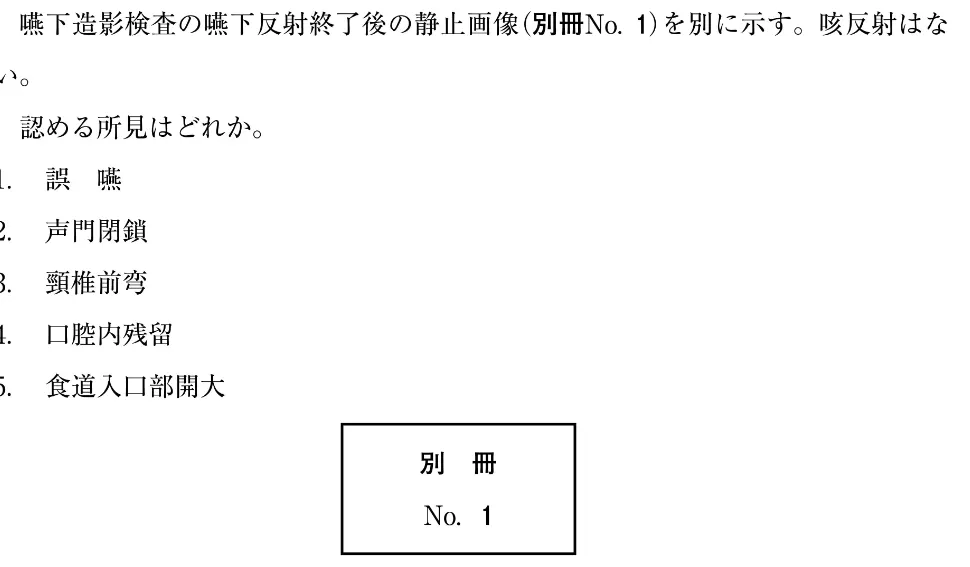 嚥下造影検査の嚥下反射終了後の静止画像(別冊No. 1)を別に示す。咳反射はな
い。
認める所見はどれか。
1. 誤 嚥
2. 声門閉鎖
3. 頸椎前弯
4. 口腔内残留
5. 食道入口部開大
別 冊
No. 1